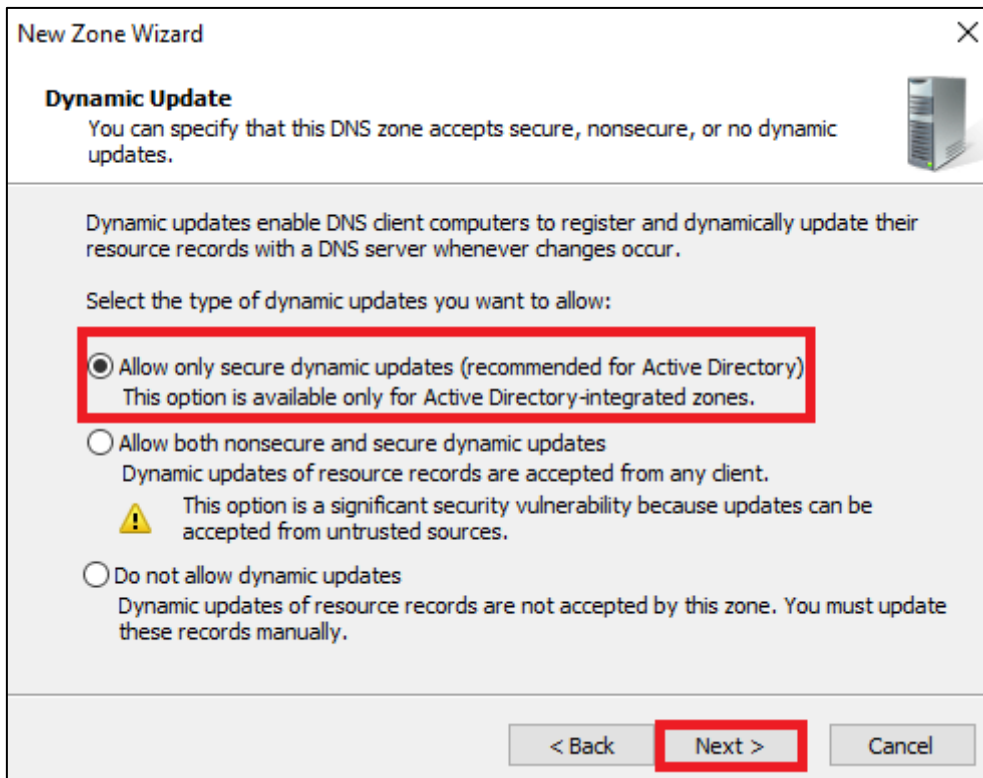 New Zone Wizard
Dynamic Update
You can specify that this DNS zone accepts secure, nonsecure, or no dynamic
updates.
Dynamic updates enable DNS client computers to register and dynamically update their
resource records with a DNS server whenever changes occur.
Select the type of dynamic updates you want to allow:
Allow only secure dynamic updates (recommended for Active Directory)
This option is available only for Active Directory-integrated zones.
Allow both nonsecure and secure dynamic updates
Dynamic updates of resource records are accepted from any client.
This option is a significant security vulnerability because updates can be
accepted from untrusted sources.
Do not allow dynamic updates
Dynamic updates of resource records are not accepted by this zone. You must update
these records manually.
< Back Next > Cancel